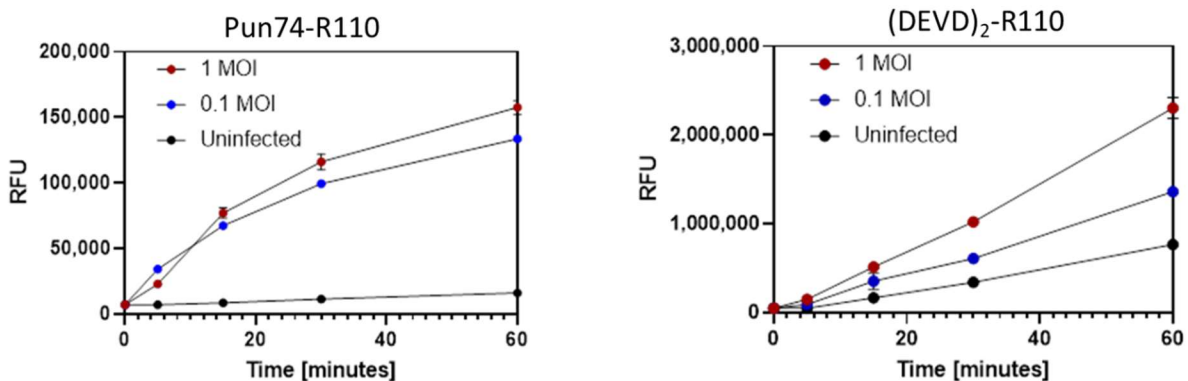 Pun74-R110
200,000
150,000
100,000
50,000
0
RFU
1 MOI
0.1 MOI
Uninfected
0
20
40
60
Time [minutes]
(DEVD)₂-R110
3,000,000
2,000,000
1,000,000
0
RFU
1 MOI
0.1 MOI
Uninfected
0
20
40
60
Time [minutes]